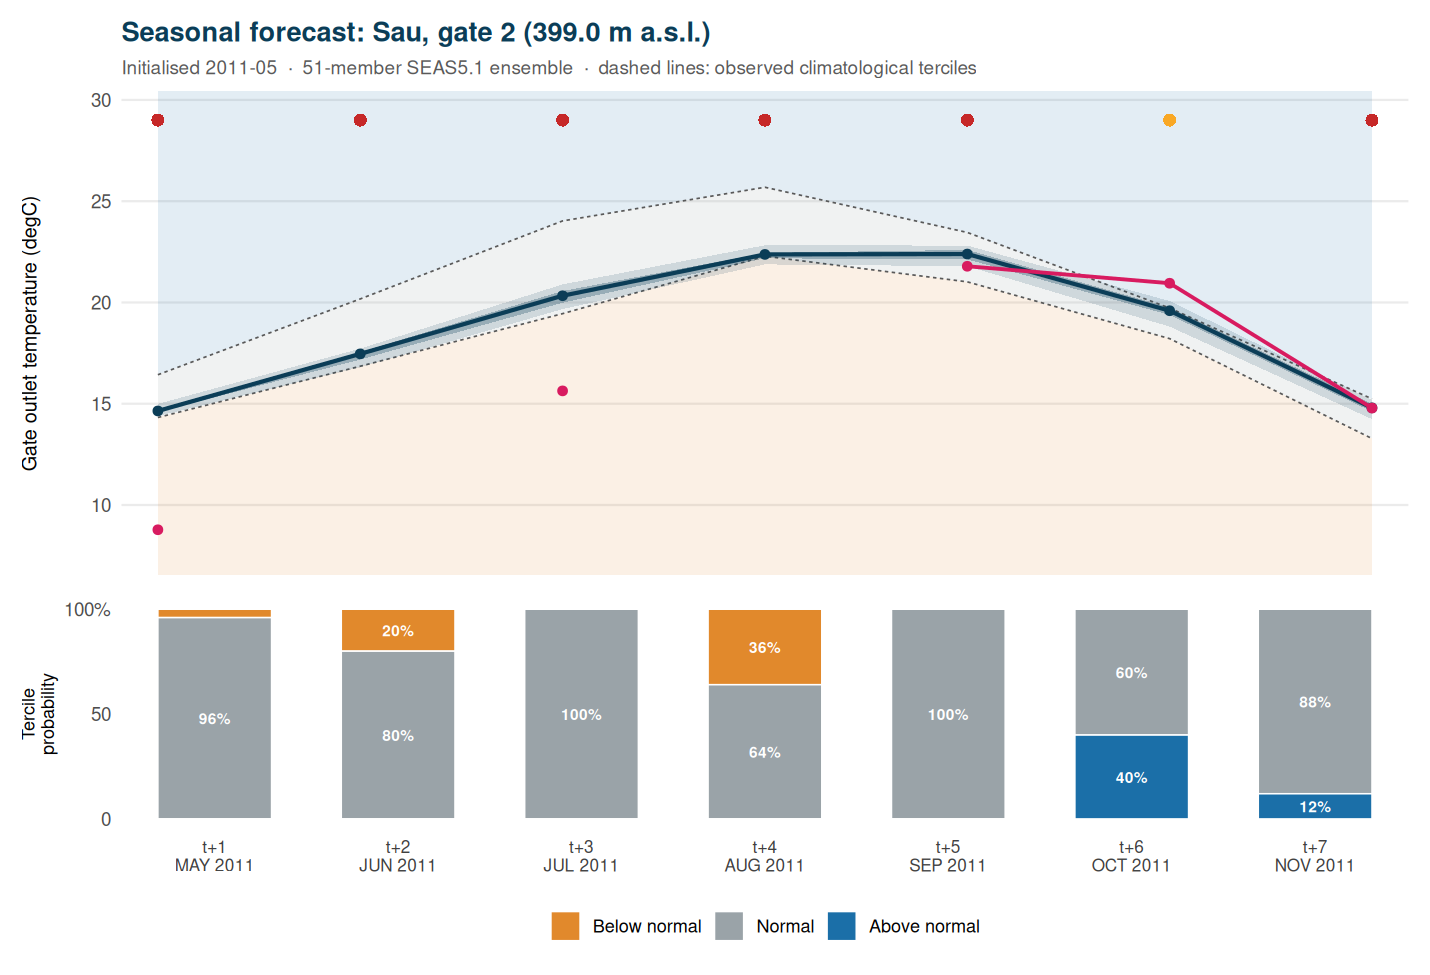 Seasonal forecast: Sau, gate 2 (399.0 m a.s.l.)
Initialised 2011-05 · 51-member SEAS5.1 ensemble · dashed lines: observed climatological terciles
Gate outlet temperature (degC)
30
25
20
15
10
Tercile
probability
100%
50
0
96%
20%
80%
100%
36%
64%
100%
60%
40%
88%
12%
t+1
MAY 2011
t+2
JUN 2011
t+3
JUL 2011
t+4
AUG 2011
t+5
SEP 2011
t+6
OCT 2011
t+7
NOV 2011
Below normal
Normal
Above normal